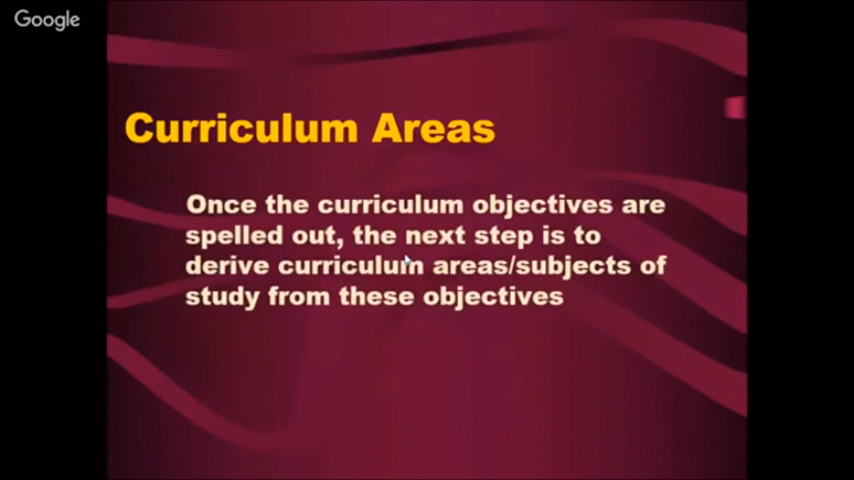 Google
Curriculum Areas
Once the curriculum objectives are
spelled out, the next step is to
derive curriculum areas/subjects of
study from these objectives